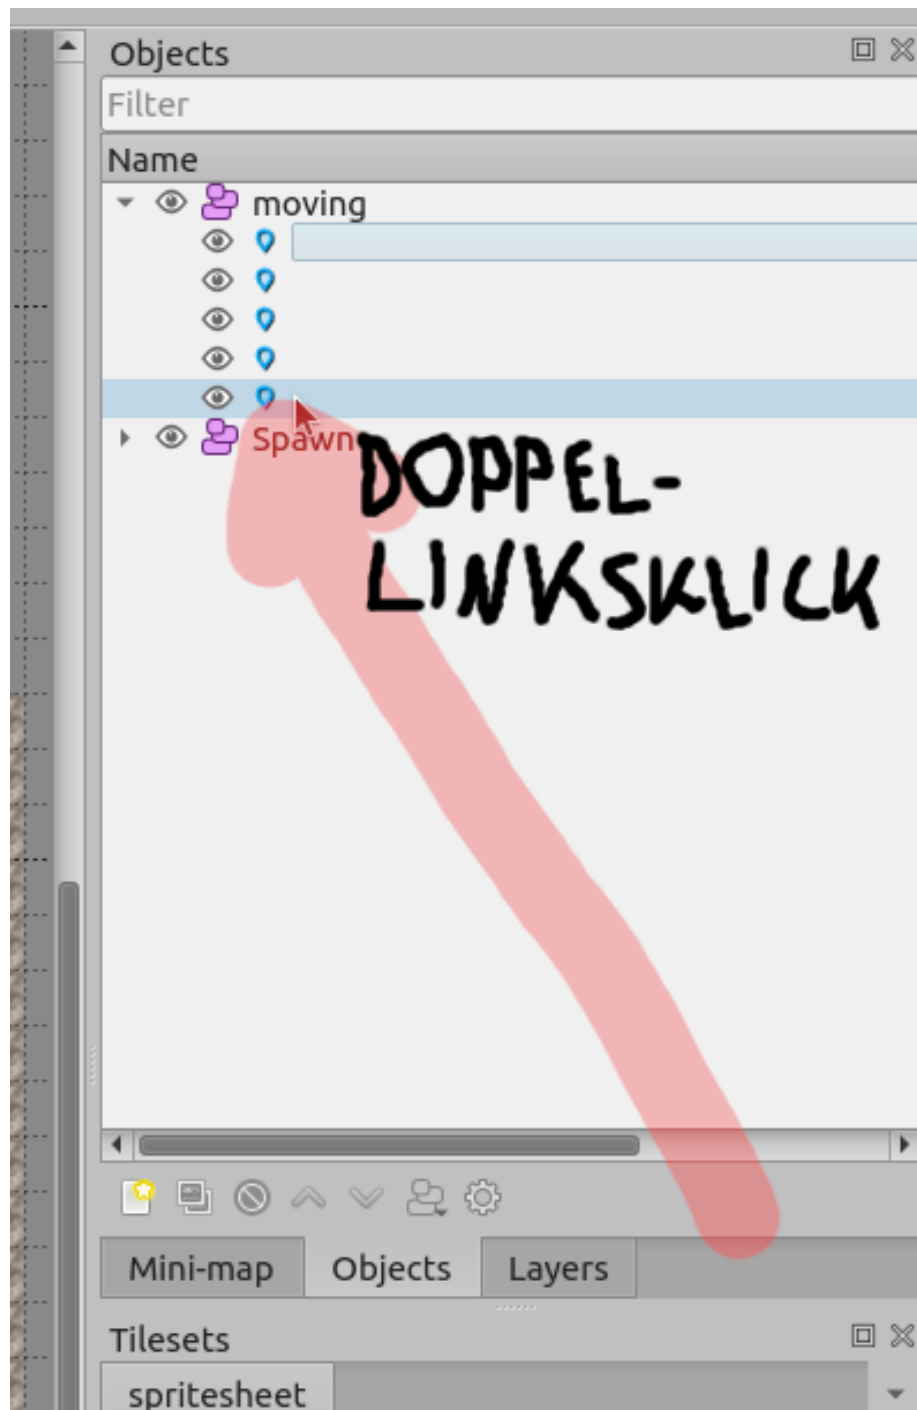 Objects
Filter
Name
moving
Spawn
DOPPEL-
LINKSKLICK
Mini-map Objects Layers
Tilesets
spritesheet